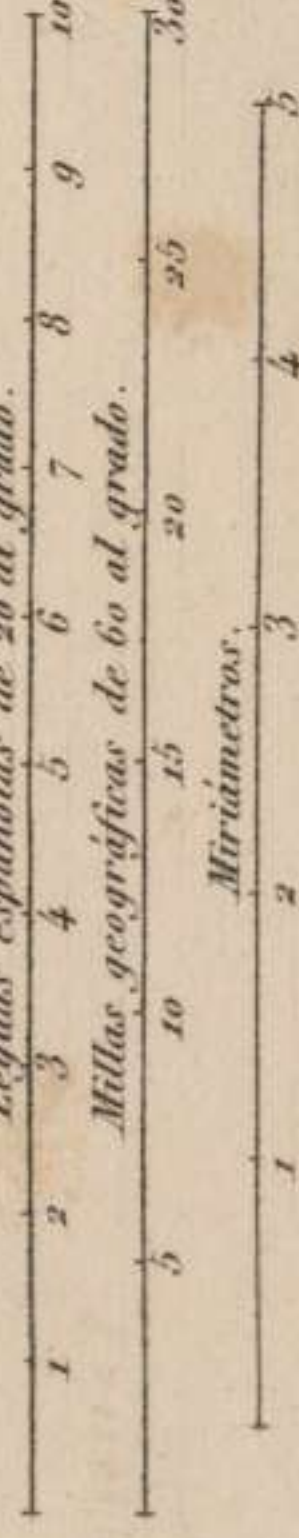 Leguas españolas de 20 al grado.
1 2 3 4 5 6 7 8 9 10
Millas geográficas de 60 al grado.
5 10 15 20 25 30
Miriámetros.
1 2 3 4 5